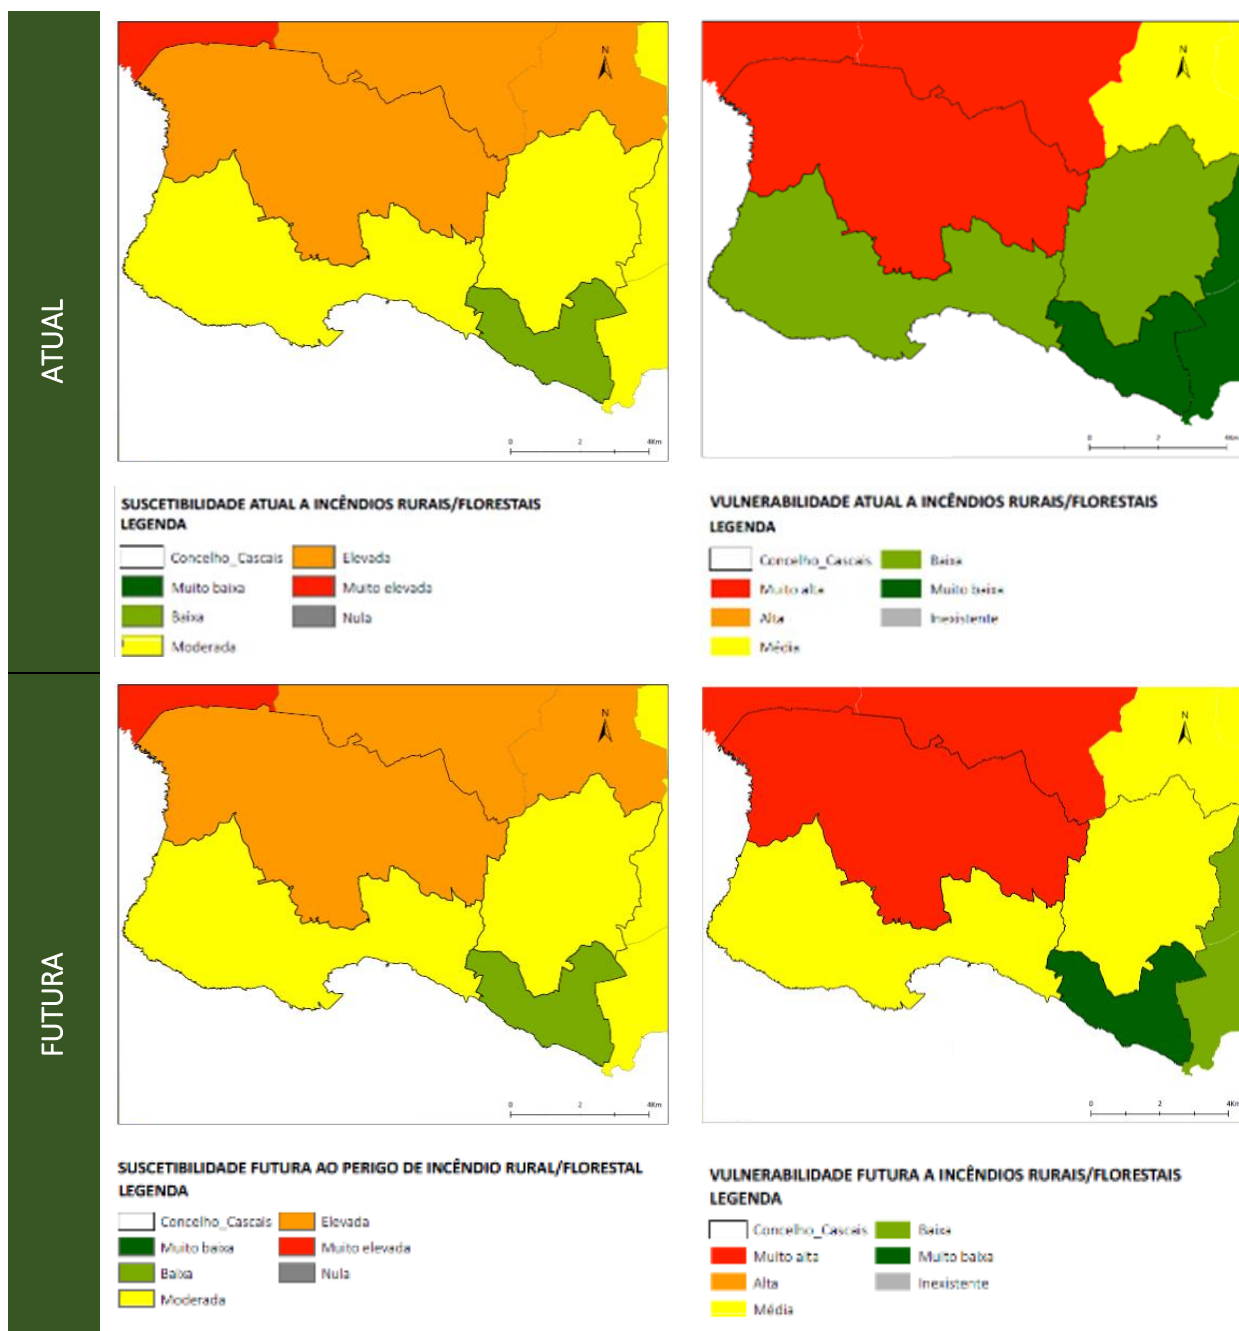 ATUAL
N
0 2 4Km
N
0 2 4Km
SUSCETIBILIDADE ATUAL A INCÊNDIOS RURAIS/FLORESTAIS
LEGENDA
Concelho_Cascais Elevada
Muito baixa Muito elevada
Baixa Nula
Moderada
VULNERABILIDADE ATUAL A INCÊNDIOS RURAIS/FLORESTAIS
LEGENDA
Concelho_Cascais Baixa
Muito alta Muito baixa
Alta Inexistente
Média
FUTURA
N
0 2 4Km
N
0 2 4Km
SUSCETIBILIDADE FUTURA AO PERIGO DE INCÊNDIO RURAL/FLORESTAL
LEGENDA
Concelho_Cascais Elevada
Muito baixa Muito elevada
Baixa Nula
Moderada
VULNERABILIDADE FUTURA A INCÊNDIOS RURAIS/FLORESTAIS
LEGENDA
Concelho_Cascais Baixa
Muito alta Muito baixa
Alta Inexistente
Média